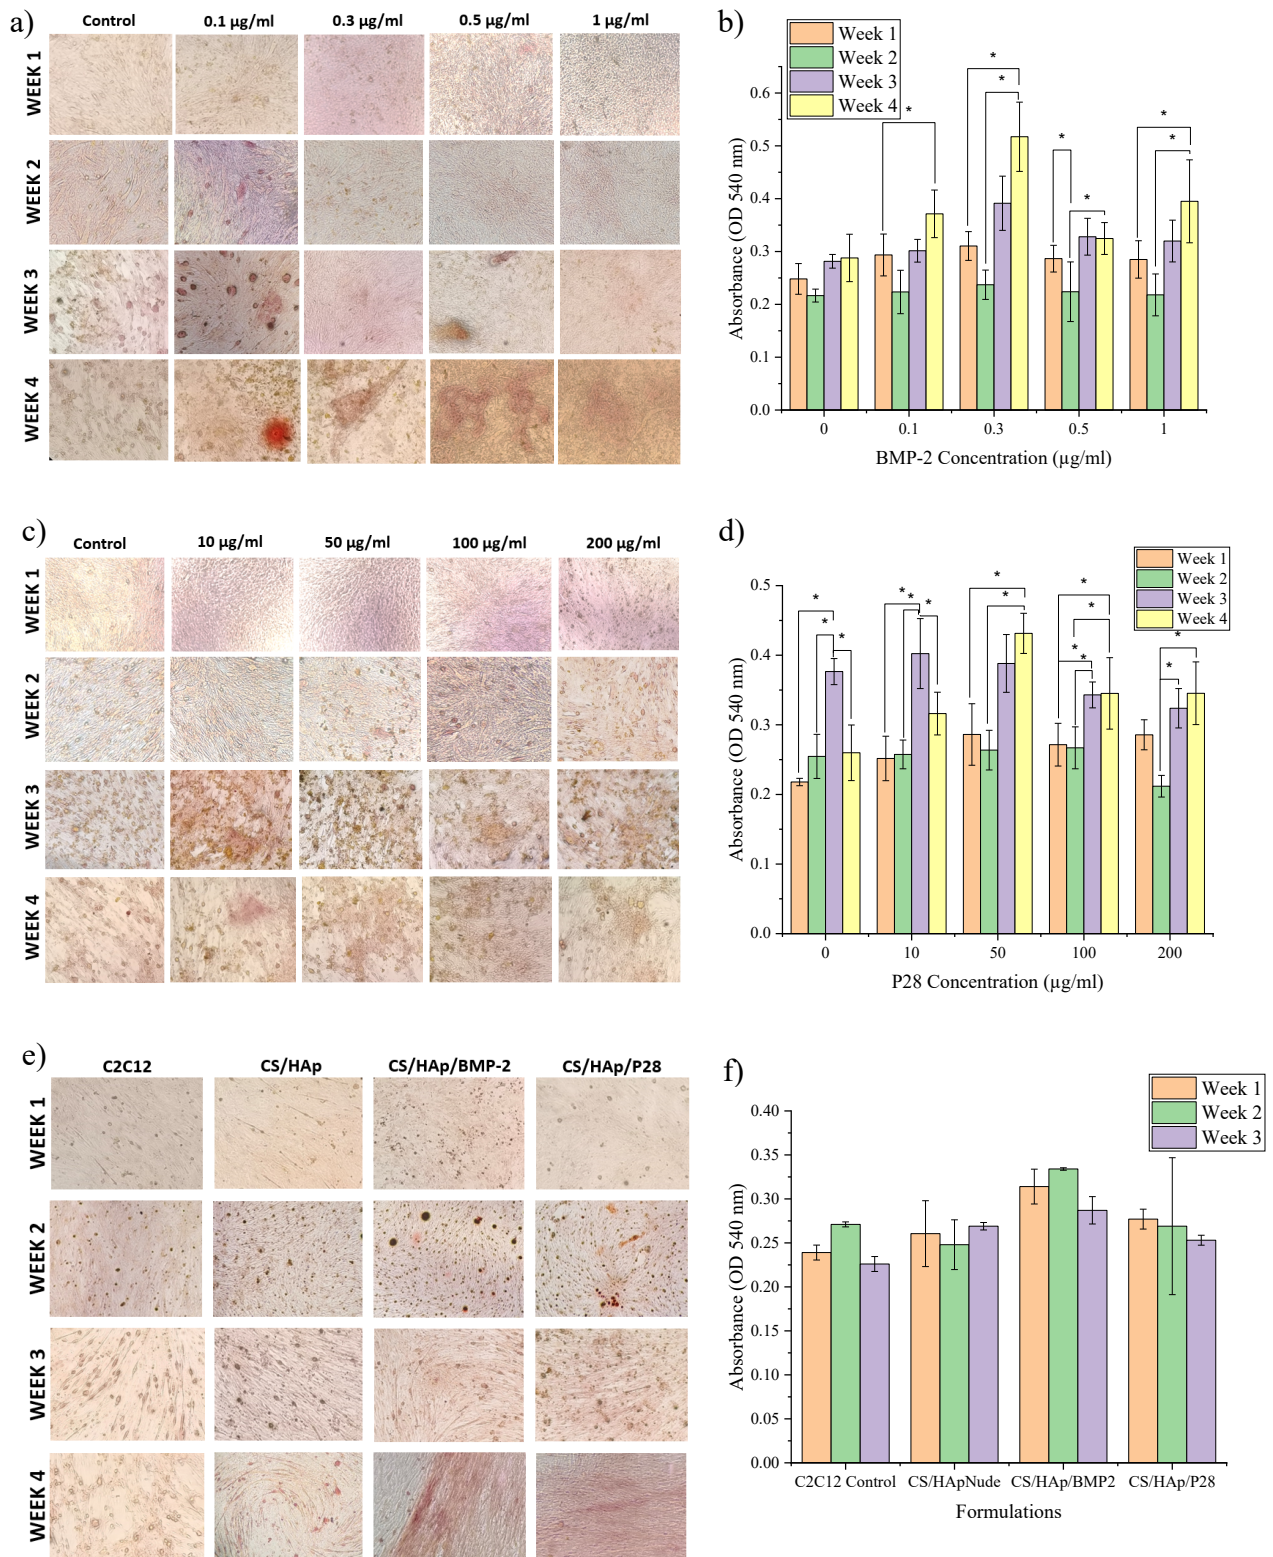 a)
Control 0.1 µg/ml 0.3 µg/ml 0.5 µg/ml 1 µg/ml
WEEK 1
WEEK 2
WEEK 3
WEEK 4
b)
Week 1
Week 2
Week 3
Week 4
* * * * * * *
Absorbance (OD 540 nm)
0.6
0.5
0.4
0.3
0.2
0.1
0.0
0 0.1 0.3 0.5 1
BMP-2 Concentration (µg/ml)
c)
Control 10 µg/ml 50 µg/ml 100 µg/ml 200 µg/ml
WEEK 1
WEEK 2
WEEK 3
WEEK 4
d)
Week 1
Week 2
Week 3
Week 4
* * * * * * * * * * * * * *
Absorbance (OD 540 nm)
0.5
0.4
0.3
0.2
0.1
0.0
0 10 50 100 200
P28 Concentration (µg/ml)
e)
C2C12 CS/HAp CS/HAp/BMP-2 CS/HAp/P28
WEEK 1
WEEK 2
WEEK 3
WEEK 4
f)
Week 1
Week 2
Week 3
Absorbance (OD 540 nm)
0.40
0.35
0.30
0.25
0.20
0.15
0.10
0.05
0.00
C2C12 Control CS/HApNude CS/HAp/BMP2 CS/HAp/P28
Formulations